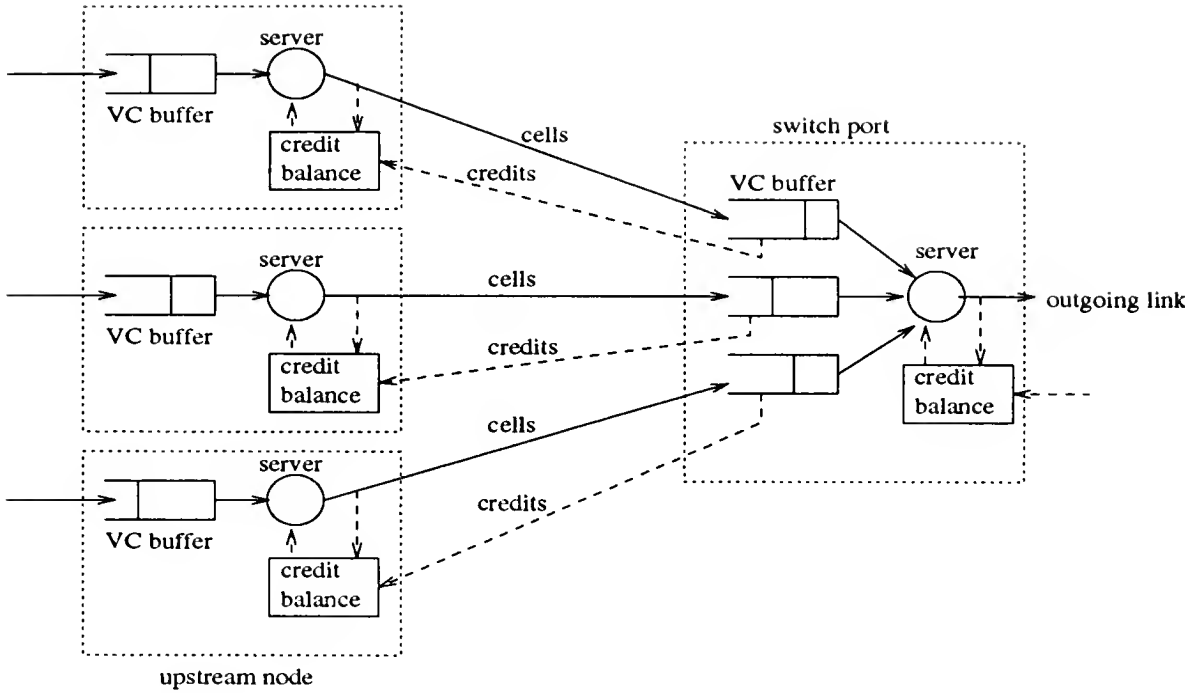 server
VC buffer
credit
balance
cells
credits
switch port
VC buffer
server
outgoing link
credit
balance
server
VC buffer
credit
balance
cells
credits
server
VC buffer
credit
balance
cells
credits
upstream node